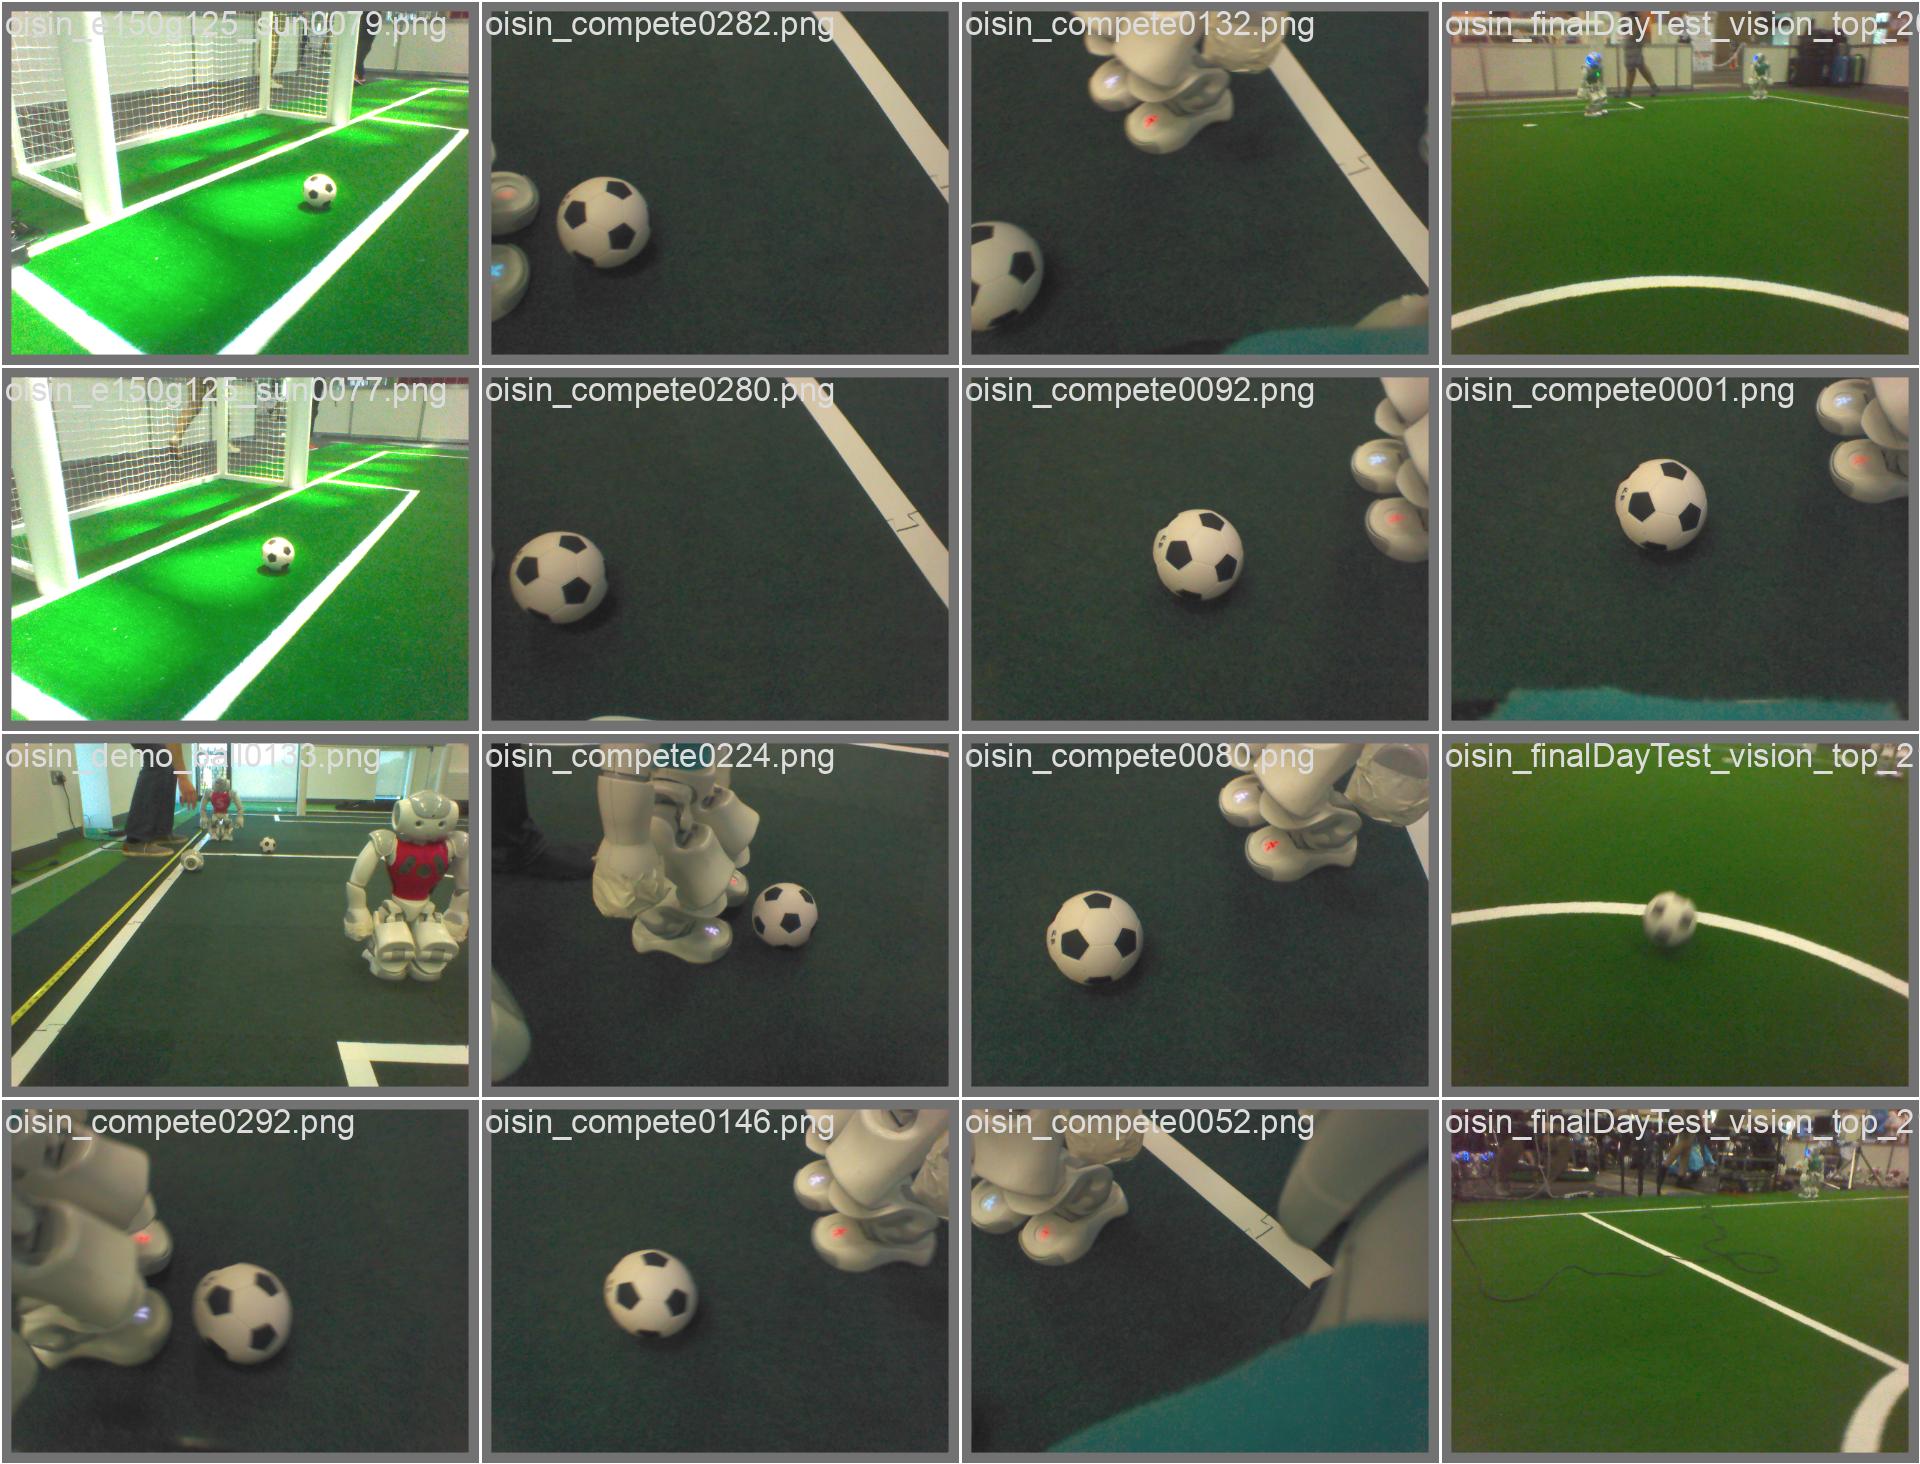 oisin_e150g125_sun0079.png
oisin_compete0282.png
oisin_compete0132.png
oisin_finalDayTest_vision_top_20
oisin_e150g125_sun0077.png
oisin_compete0280.png
oisin_compete0092.png
oisin_compete0001.png
oisin_demo_ball0133.png
oisin_compete0224.png
oisin_compete0080.png
oisin_finalDayTest_vision_top_2
oisin_compete0292.png
oisin_compete0146.png
oisin_compete0052.png
oisin_finalDayTest_vision_top_2